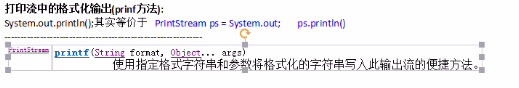 打印流中的格式化输出(prinf方法):
System.out.println();其实等价于 PrintStream ps = System.out; ps.println()
PrintStream printf(String format, Object... args)
使用指定格式字符串和参数将格式化的字符串写入此输出流的便捷方法。